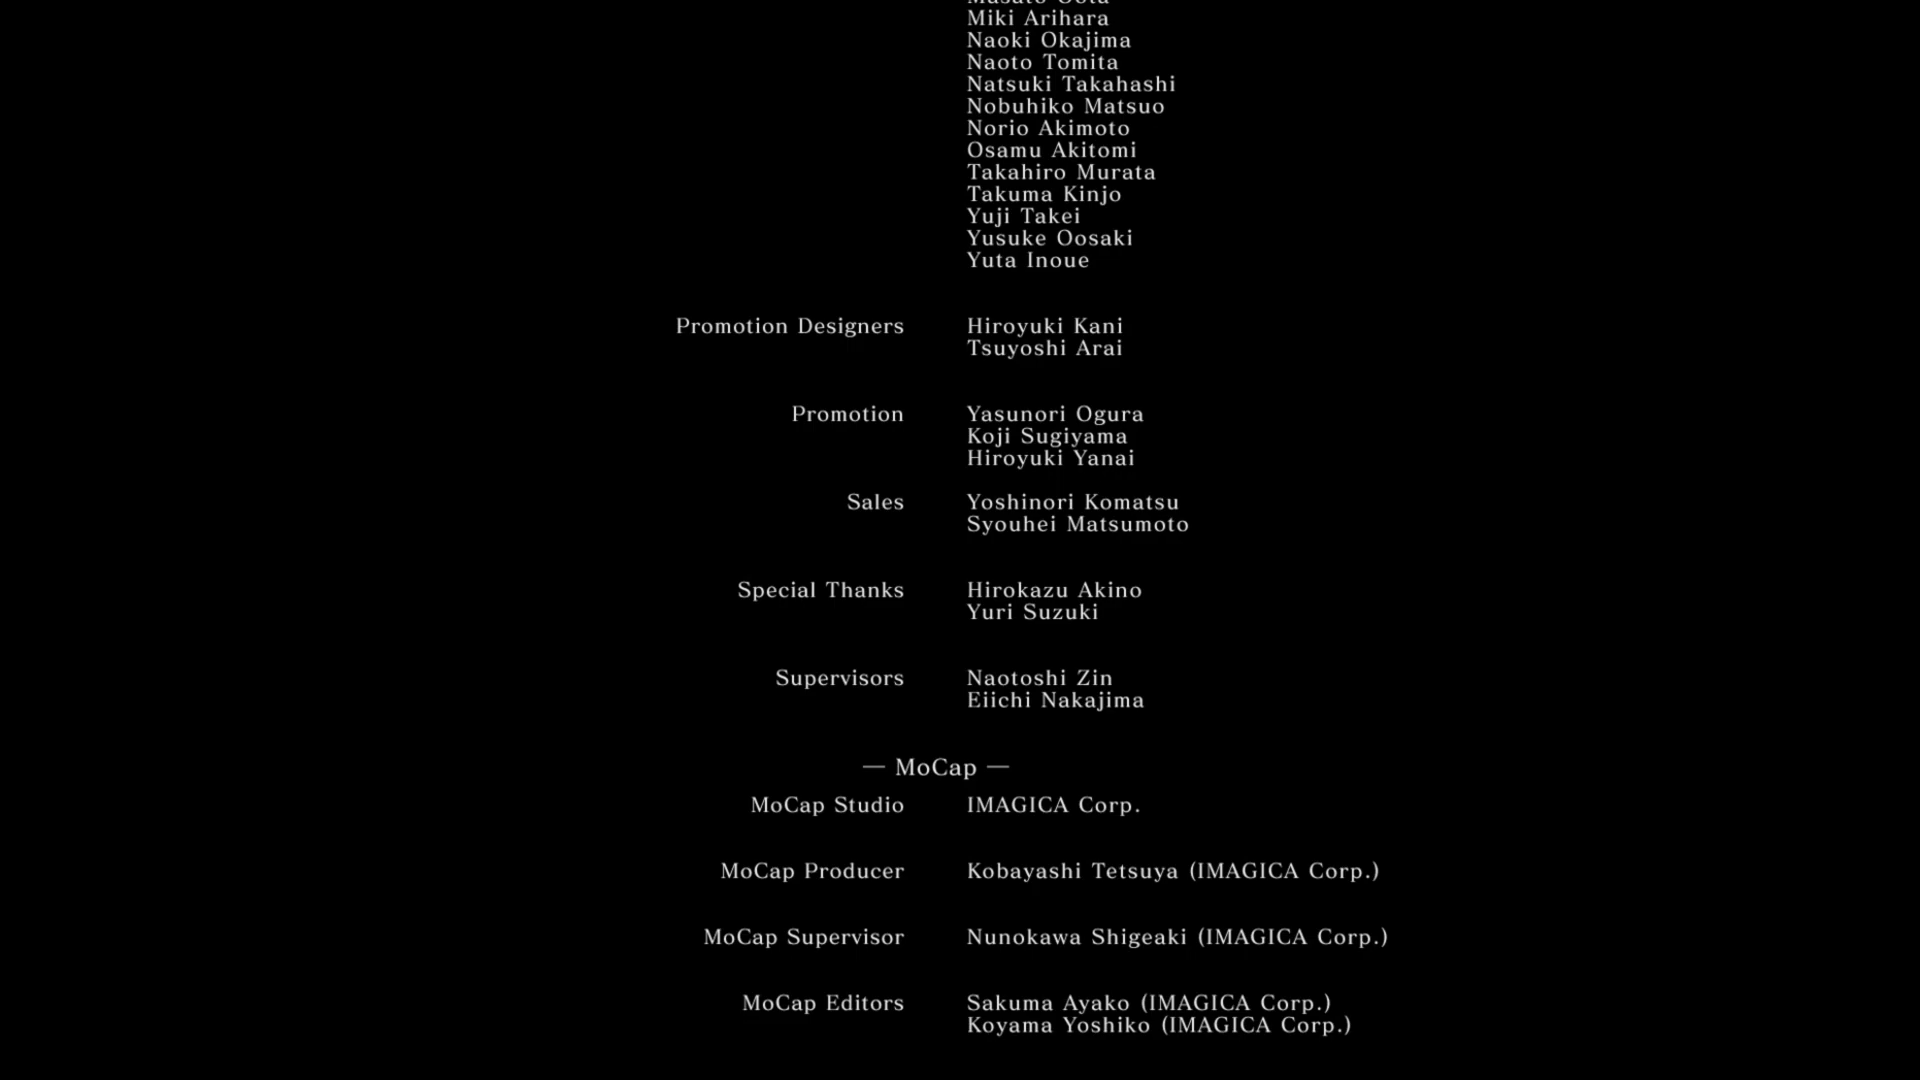 Miki Arihara
Naoki Okajima
Naoto Tomita
Natsuki Takahashi
Nobuhiko Matsuo
Norio Akimoto
Osamu Akitomi
Takahiro Murata
Takuma Kinjo
Yuji Takei
Yusuke Oosaki
Yuta Inoue
Promotion Designers Hiroyuki Kani
Tsuyoshi Arai
Promotion Yasunori Ogura
Koji Sugiyama
Hiroyuki Yanai
Sales Yoshinori Komatsu
Syouhei Matsumoto
Special Thanks Hirokazu Akino
Yuri Suzuki
Supervisors Naotoshi Zin
Eiichi Nakajima
— MoCap —
MoCap Studio IMAGICA Corp.
MoCap Producer Kobayashi Tetsuya (IMAGICA Corp.)
MoCap Supervisor Nunokawa Shigeaki (IMAGICA Corp.)
MoCap Editors Sakuma Ayako (IMAGICA Corp.)
Koyama Yoshiko (IMAGICA Corp.)